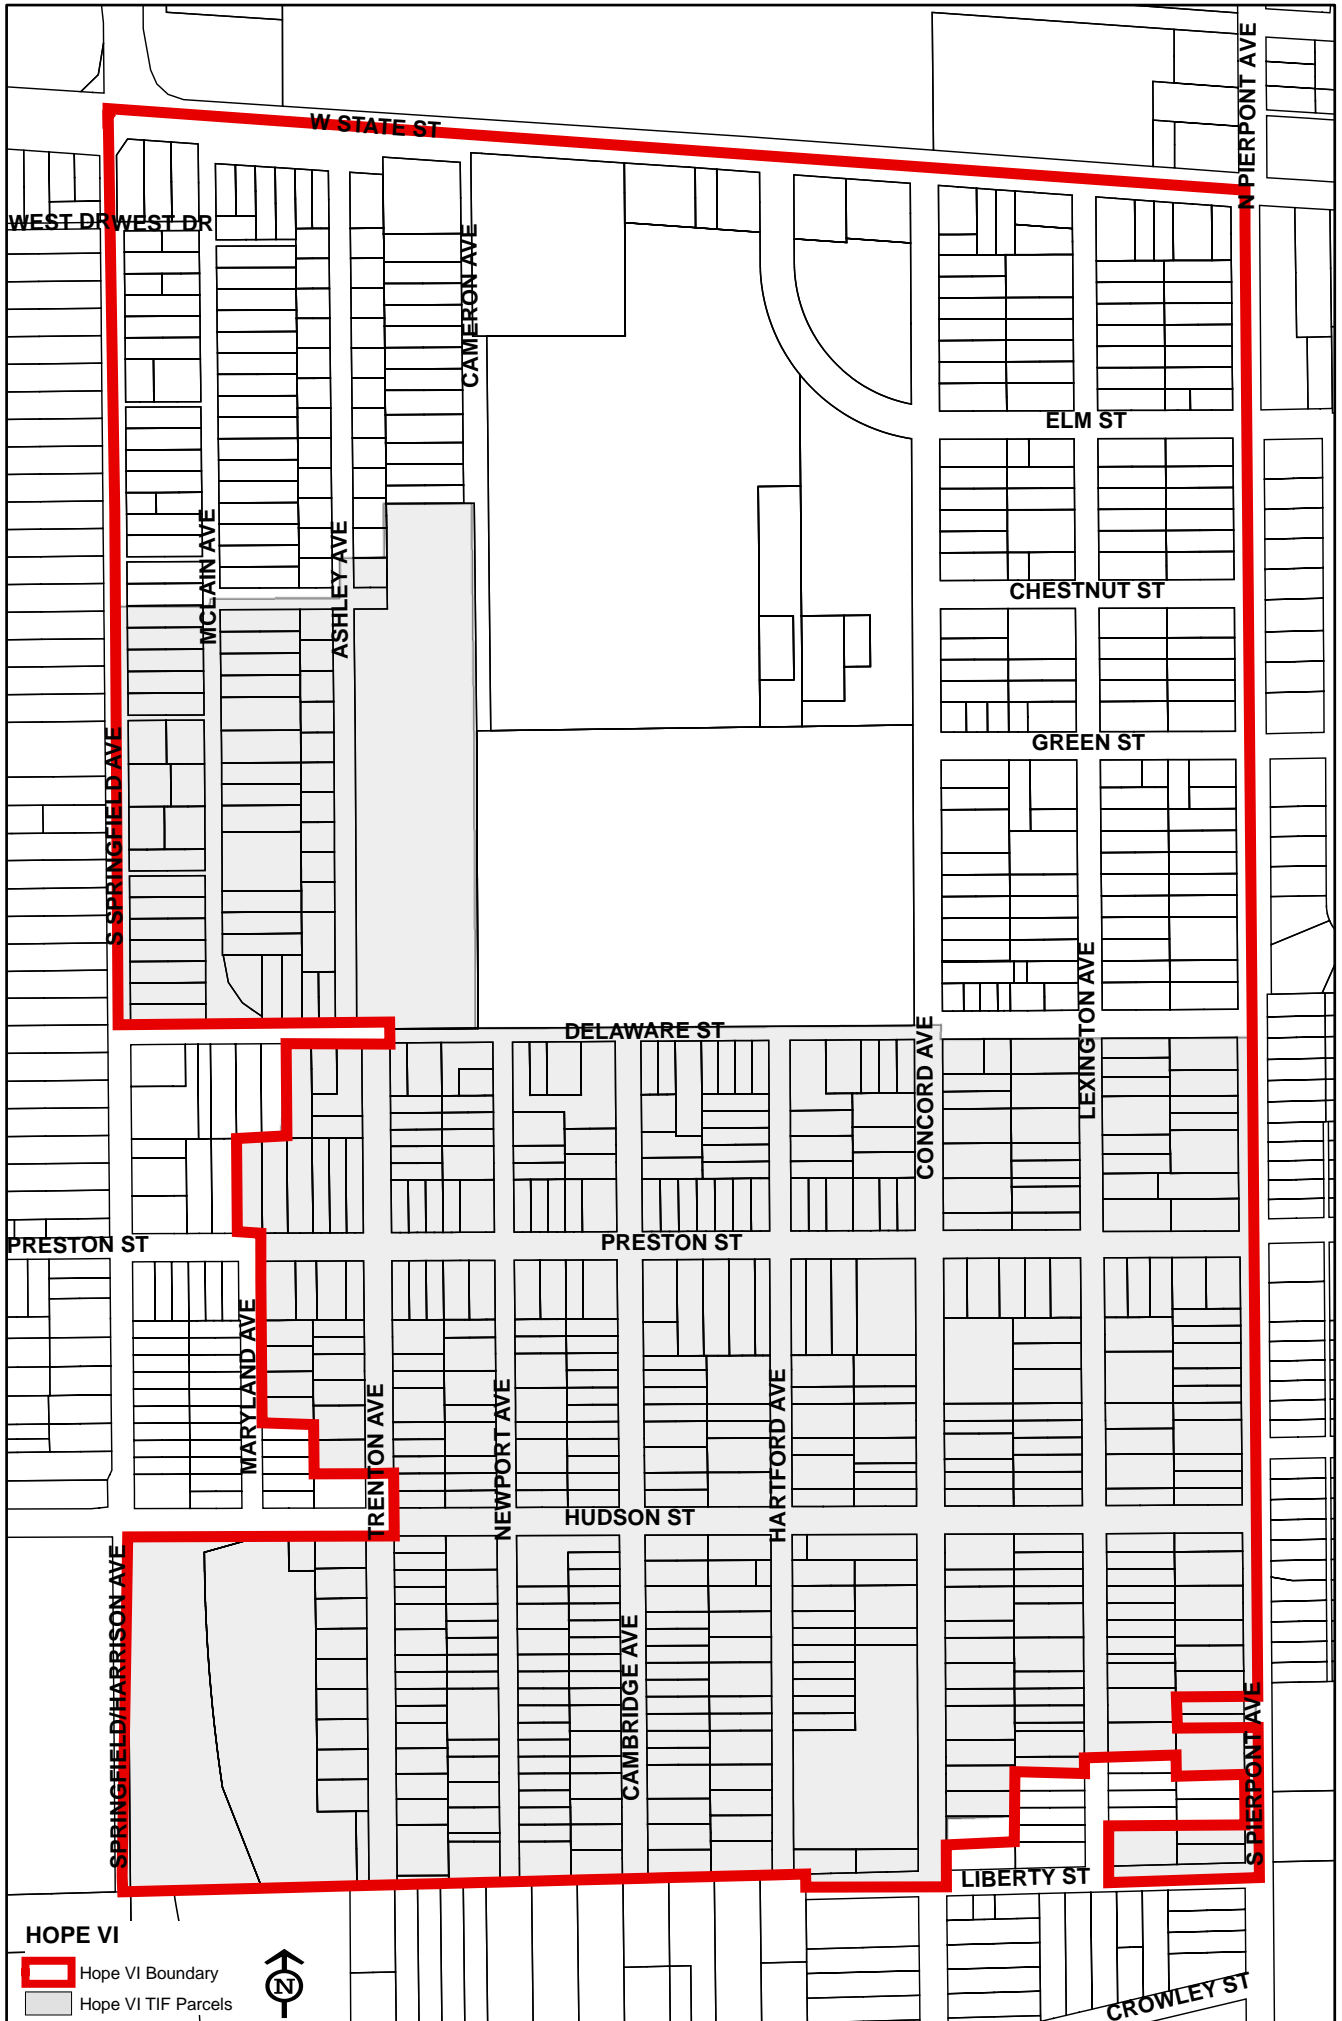 N PIERPONT AVE
W STATE ST
WEST DR
WEST DR
CAMERON AVE
ELM ST
MCLAIN AVE
ASHLEY AVE
CHESTNUT ST
GREEN ST
S SPRINGFIELD AVE
LEXINGTON AVE
DELAWARE ST
CONCORD AVE
PRESTON ST
PRESTON ST
MARYLAND AVE
TRENTON AVE
NEWPORT AVE
HARTFORD AVE
HUDSON ST
SPRINGFIELD/HARRISON AVE
CAMBRIDGE AVE
S PIERPONT AVE
LIBERTY ST
HOPE VI
Hope VI Boundary
Hope VI TIF Parcels
N
CROWLEY ST